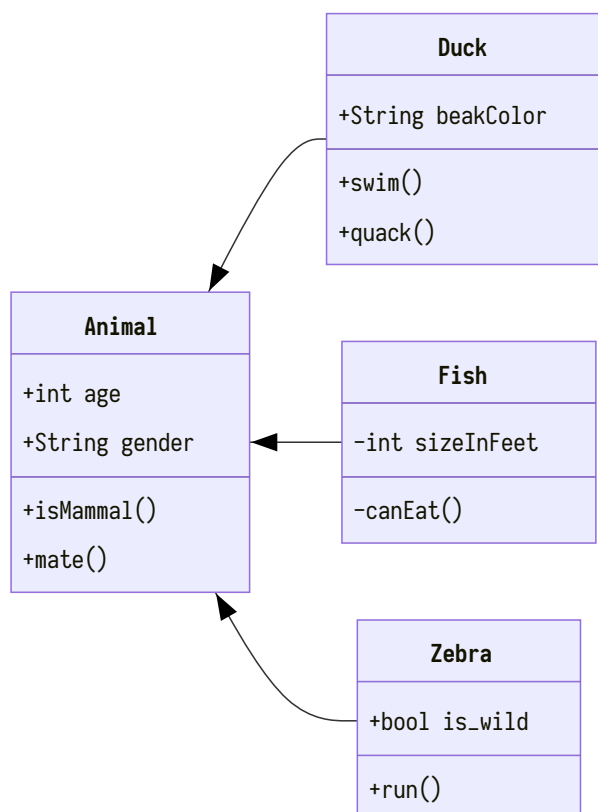 Duck
+String beakColor
+swim()
+quack()
Animal
+int age
+String gender
+isMammal()
+mate()
Fish
-int sizeInFeet
-canEat()
Zebra
+bool is_wild
+run()